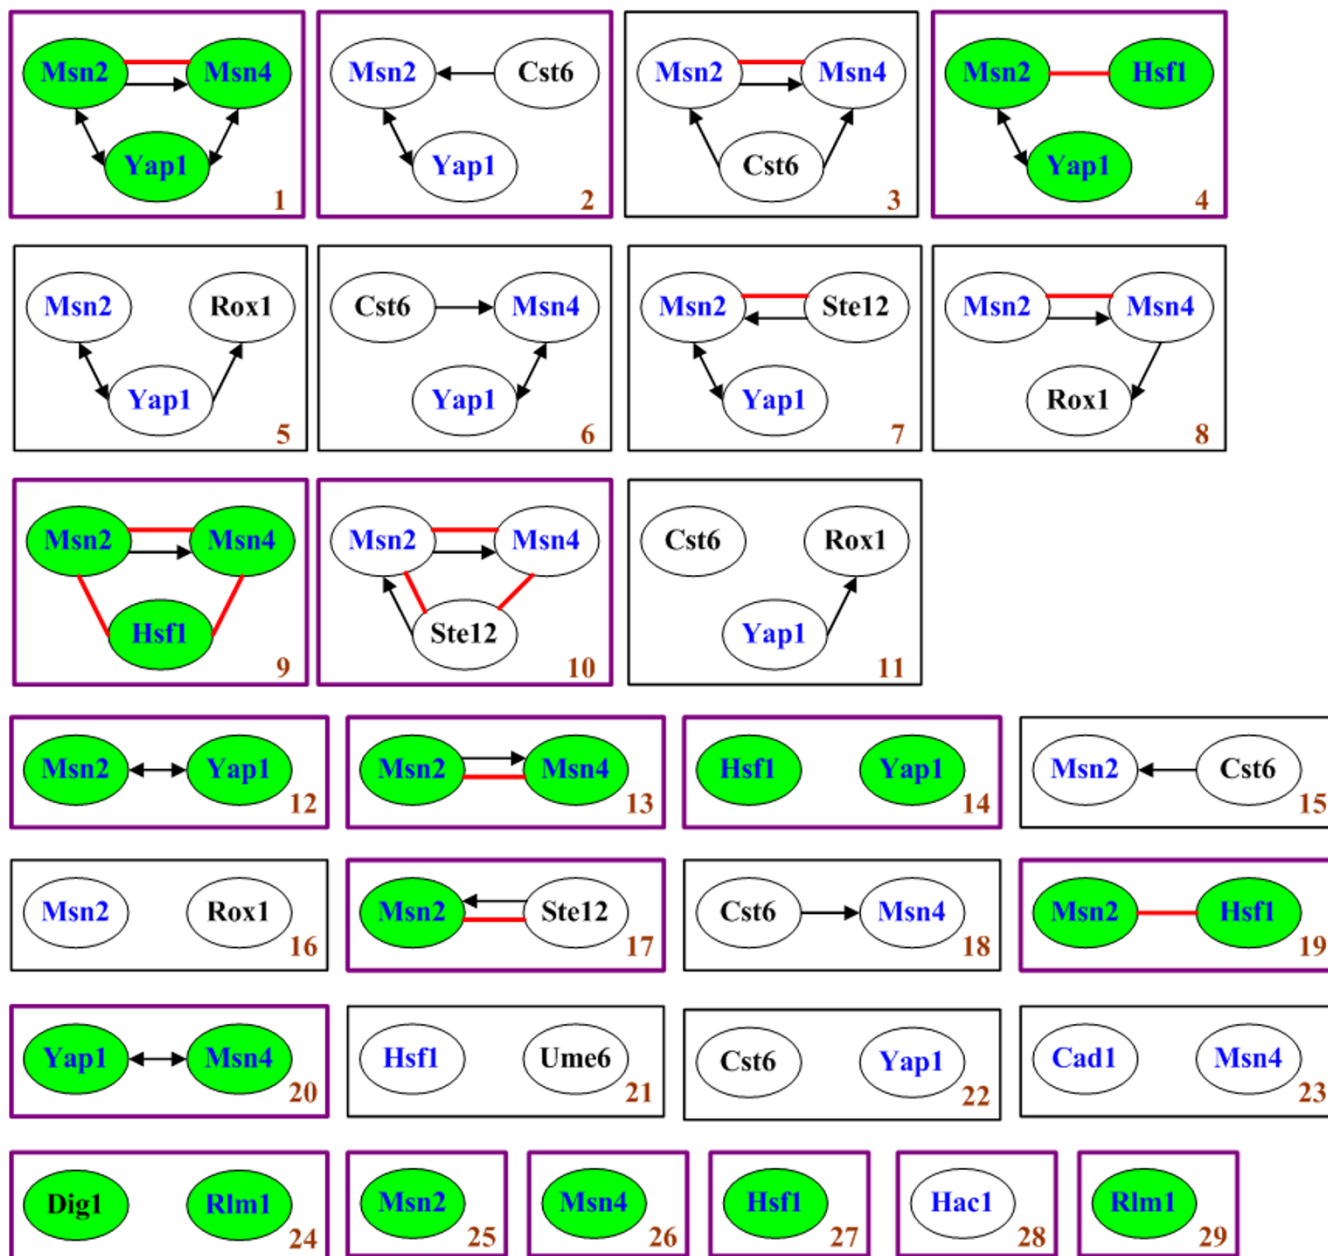 Msn2 Msn4 Yap1 1
Msn2 Cst6 Yap1 2
Msn2 Msn4 Cst6 3
Msn2 Hsf1 Yap1 4
Msn2 Rox1 Yap1 5
Cst6 Msn4 Yap1 6
Msn2 Ste12 Yap1 7
Msn2 Msn4 Rox1 8
Msn2 Msn4 Hsf1 9
Msn2 Msn4 Ste12 10
Cst6 Rox1 Yap1 11
Msn2 Yap1 12
Msn2 Msn4 13
Hsf1 Yap1 14
Msn2 Cst6 15
Msn2 Rox1 16
Msn2 Ste12 17
Cst6 Msn4 18
Msn2 Hsf1 19
Yap1 Msn4 20
Hsf1 Ume6 21
Cst6 Yap1 22
Cad1 Msn4 23
Dig1 Rlm1 24
Msn2 25
Msn4 26
Hsf1 27
Hac1 28
Rlm1 29